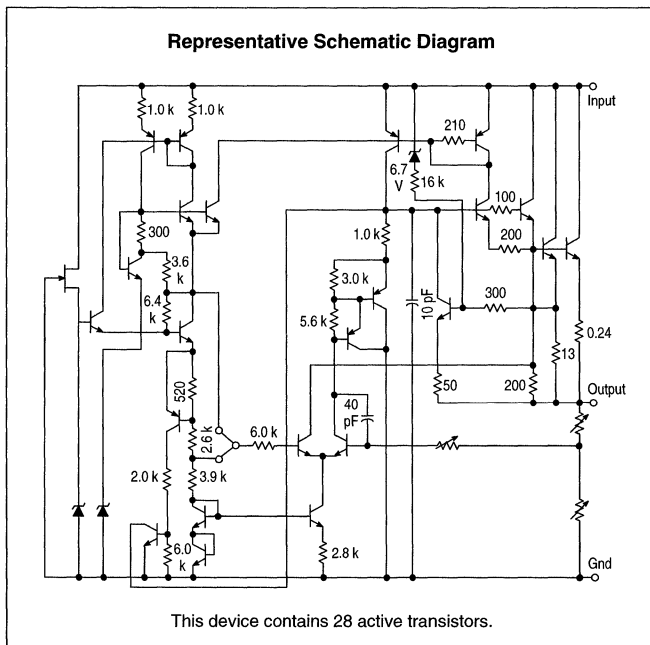 Representative Schematic Diagram
Input
1.0 k
1.0 k
210
6.7
V
16 k
100
300
1.0 k
200
3.6
k
3.0 k
10 pF
300
6.4
k
5.6 k
0.24
13
50
200
Output
520
40
pF
2.6 k
6.0 k
2.0 k
3.9 k
6.0
k
2.8 k
Gnd
This device contains 28 active transistors.